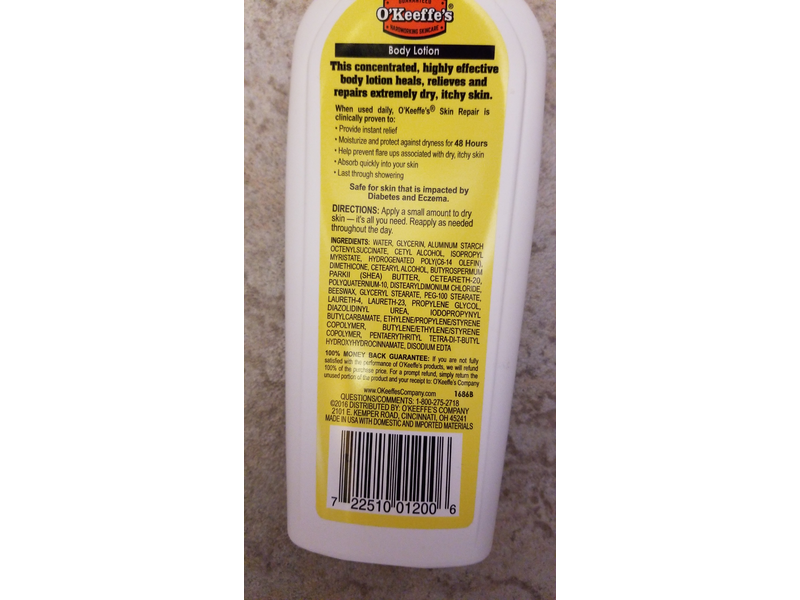 GUARANTEED
O'Keeffe's®
HARDWORKING SKINCARE
Body Lotion
This concentrated, highly effective
body lotion heals, relieves and
repairs extremely dry, itchy skin.
When used daily, O'Keeffe's® Skin Repair is
clinically proven to:
• Provide instant relief
• Moisturize and protect against dryness for 48 Hours
• Help prevent flare ups associated with dry, itchy skin
• Absorb quickly into your skin
• Last through showering
Safe for skin that is impacted by
Diabetes and Eczema.
DIRECTIONS: Apply a small amount to dry
skin — it's all you need. Reapply as needed
throughout the day.
INGREDIENTS: WATER, GLYCERIN, ALUMINUM STARCH
OCTENYLSUCCINATE, CETYL ALCOHOL, ISOPROPYL
MYRISTATE, HYDROGENATED POLY(C6-14 OLEFIN),
DIMETHICONE, CETEARYL ALCOHOL, BUTYROSPERMUM
PARKII (SHEA) BUTTER, CETEARETH-20,
POLYQUATERNIUM-10, DISTEARYLDIMONIUM CHLORIDE,
BEESWAX, GLYCERYL STEARATE, PEG-100 STEARATE,
LAURETH-4, LAURETH-23, PROPYLENE GLYCOL,
DIAZOLIDINYL UREA, IODOPROPYNYL
BUTYLCARBAMATE, ETHYLENE/PROPYLENE/STYRENE
COPOLYMER, BUTYLENE/ETHYLENE/STYRENE
COPOLYMER, PENTAERYTHRITYL TETRA-DI-T-BUTYL
HYDROXYHYDROCINNAMATE, DISODIUM EDTA
100% MONEY BACK GUARANTEE: If you are not fully
satisfied with the performance of O'Keeffe's products, we will refund
100% of the purchase price. For a prompt refund, simply return the
unused portion of the product and your receipt to: O'Keeffe's Company
www.OKeeffesCompany.com 1686B
QUESTIONS/COMMENTS: 1-800-275-2718
©2016 DISTRIBUTED BY: O'KEEFFE'S COMPANY
2101 E. KEMPER ROAD, CINCINNATI, OH 45241
MADE IN USA WITH DOMESTIC AND IMPORTED MATERIALS
7 22510 01200 6